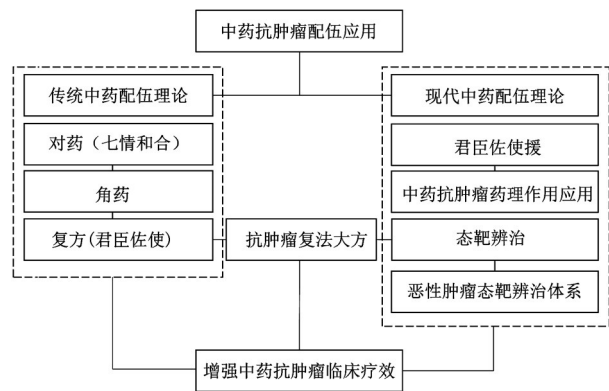 中药抗肿瘤配伍应用
传统中药配伍理论
对药（七情和合）
角药
复方(君臣佐使)
抗肿瘤复法大方
现代中药配伍理论
君臣佐使援
中药抗肿瘤药理作用应用
态靶辨治
恶性肿瘤态靶辨治体系
增强中药抗肿瘤临床疗效